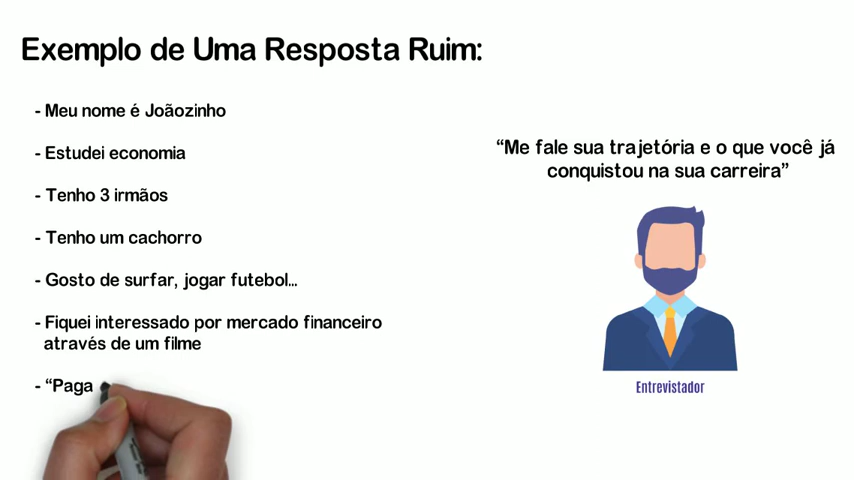 Exemplo de Uma Resposta Ruim:
- Meu nome é Joãozinho
- Estudei economia
- Tenho 3 irmãos
- Tenho um cachorro
- Gosto de surfar, jogar futebol...
- Fiquei interessado por mercado financeiro
através de um filme
- “Paga
“Me fale sua trajetória e o que você já
conquistou na sua carreira”
Entrevistador